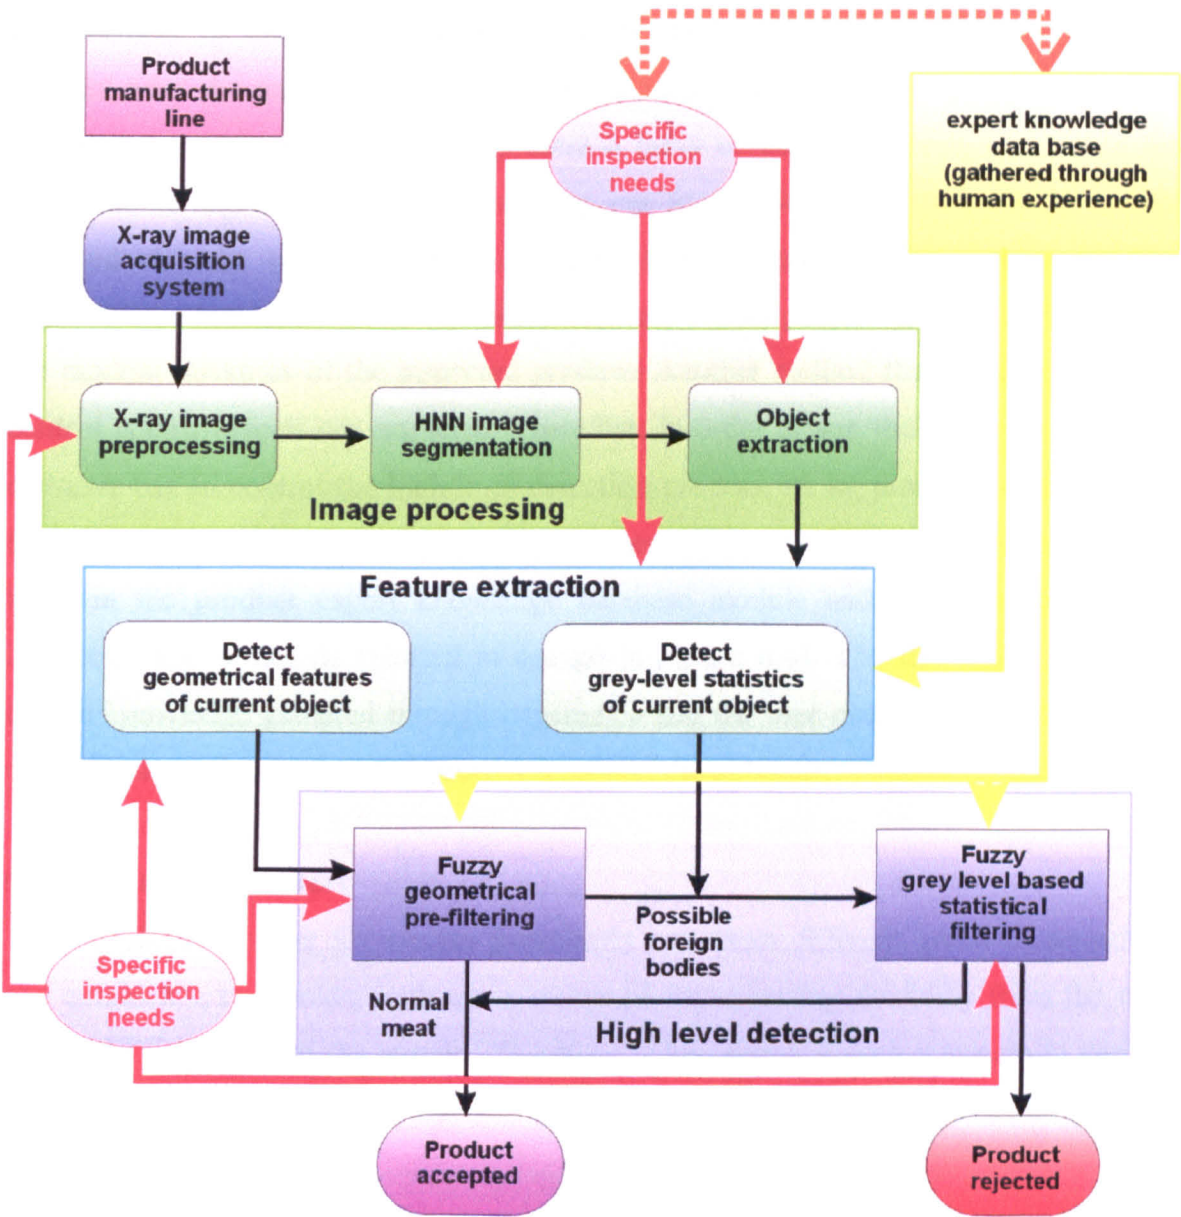 Product
manufacturing
line
Specific
inspection
needs
expert knowledge
data base
(gathered through
human experience)
X-ray image
acquisition
system
X-ray image
preprocessing
HNN image
segmentation
Object
extraction
Image processing
Feature extraction
Detect
geometrical features
of current object
Detect
grey-level statistics
of current object
Fuzzy
geometrical
pre-filtering
Possible
foreign
bodies
Fuzzy
grey level based
statistical
filtering
Specific
inspection
needs
Normal
meat
High level detection
Product
accepted
Product
rejected